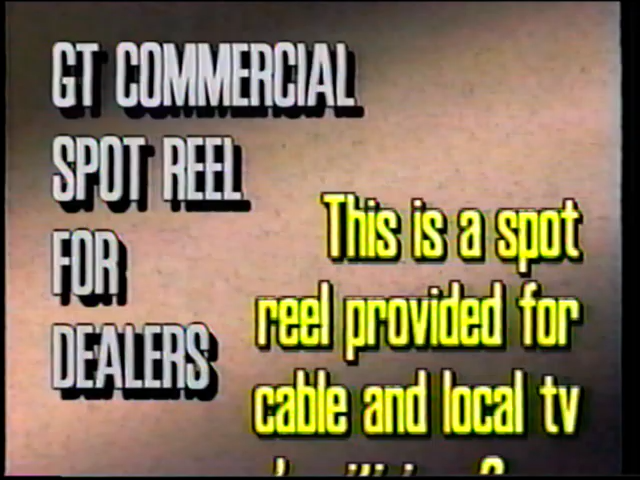 GT COMMERCIAL
SPOT REEL
FOR
DEALERS
This is a spot
reel provided for
cable and local tv